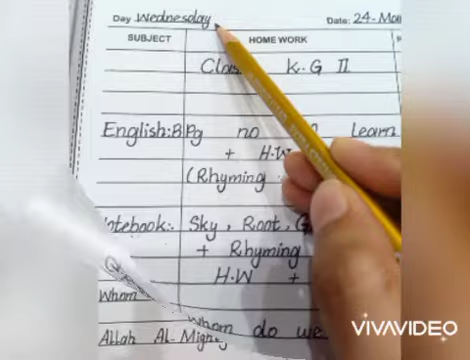 Day Wednesday Date: 24-Ma
SUBJECT HOME WORK
Class K.G II
English:B Pg no Learn
+ H.W
(Rhyming
Notebook:- Sky, Root, G
+ Rhyming
H.W +
Whom
whom do we
Allah Al-Mighty
VIVAVIDEO